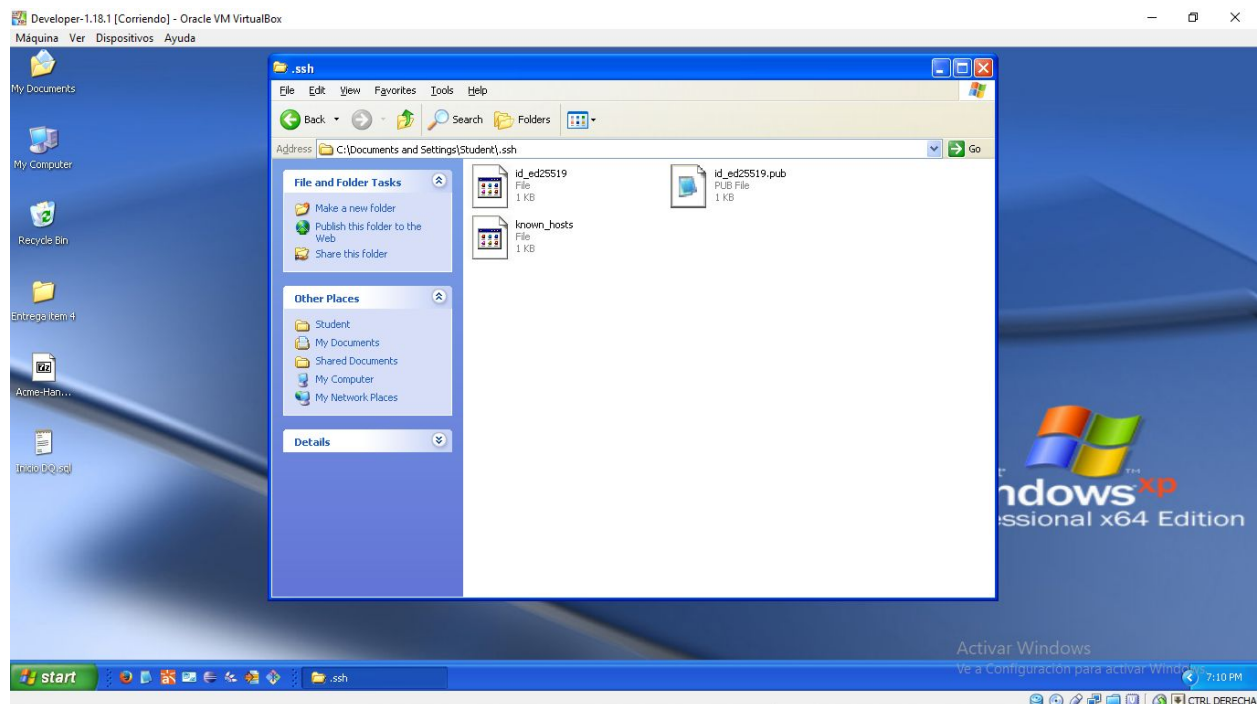 Developer-1.18.1 [Corriendo] - Oracle VM VirtualBox
Máquina Ver Dispositivos Ayuda
My Documents
My Computer
Recycle Bin
Entrega item 4
Acme-Han...
Inicio DQ.sql
.ssh
File Edit View Favorites Tools Help
Back Search Folders
Address C:\Documents and Settings\Student\.ssh Go
File and Folder Tasks
Make a new folder
Publish this folder to the
Web
Share this folder
Other Places
Student
My Documents
Shared Documents
My Computer
My Network Places
Details
id_ed25519
File
1 KB
id_ed25519.pub
PUB File
1 KB
known_hosts
File
1 KB
ndows xp
essional x64 Edition
Activar Windows
Ve a Configuración para activar Windows.
start .ssh 7:10 PM
CTRL DERECHA